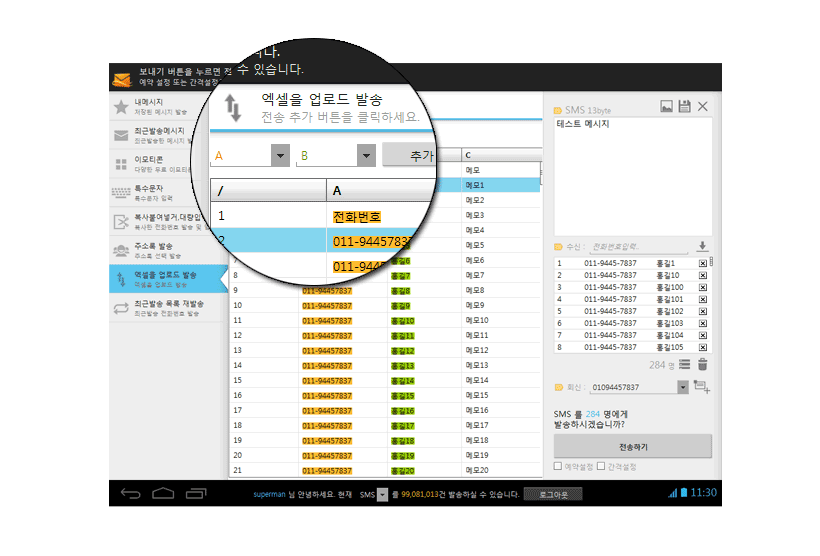 보내기 버튼을 누르면 전
예약 설정 또는 간격설정
니다.
수 있습니다.
내메시지
저장된 메시지 발송
최근발송메시지
최근발송한 메시지 발
이모티콘
다양한 무료 이모티콘
특수문자
특수문자 입력
복사붙여넣기,대량입
복사한 전화번호 발송 및
주소록 발송
주소록 선택 발송
엑셀을 업로드 발송
엑셀을 업로드 발송
최근발송 목록 재발송
최근발송 전화번호 발송
엑셀을 업로드 발송
전송 추가 버튼을 클릭하세요.
A B 추가
/ A
1 전화번호
2 011-94457837
011-944
C
메모
메모1
메모2
메모3
메모4
메모5
7 홍길6 메모6
8 홍길7 메모7
9 011-94457837 홍길8 메모8
10 011-94457837 홍길9 메모9
11 011-94457837 홍길10 메모10
12 011-94457837 홍길11 메모11
13 011-94457837 홍길12 메모12
14 011-94457837 홍길13 메모13
15 011-94457837 홍길14 메모14
16 011-94457837 홍길15 메모15
17 011-94457837 홍길16 메모16
18 011-94457837 홍길17 메모17
19 011-94457837 홍길18 메모18
20 011-94457837 홍길19 메모19
21 011-94457837 홍길20 메모20
SMS 13byte
테스트 메시지
수신 : 전화번호입력..
1 011-9445-7837 홍길1
2 011-9445-7837 홍길10
3 011-9445-7837 홍길100
4 011-9445-7837 홍길101
5 011-9445-7837 홍길102
6 011-9445-7837 홍길103
7 011-9445-7837 홍길104
8 011-9445-7837 홍길105
284 명
회신 : 01094457837
SMS 를 284 명에게
발송하시겠습니까?
전송하기
예약설정 간격설정
superman 님 안녕하세요. 현재 SMS 를 99,081,013건 발송하실 수 있습니다. 로그아웃
11:30